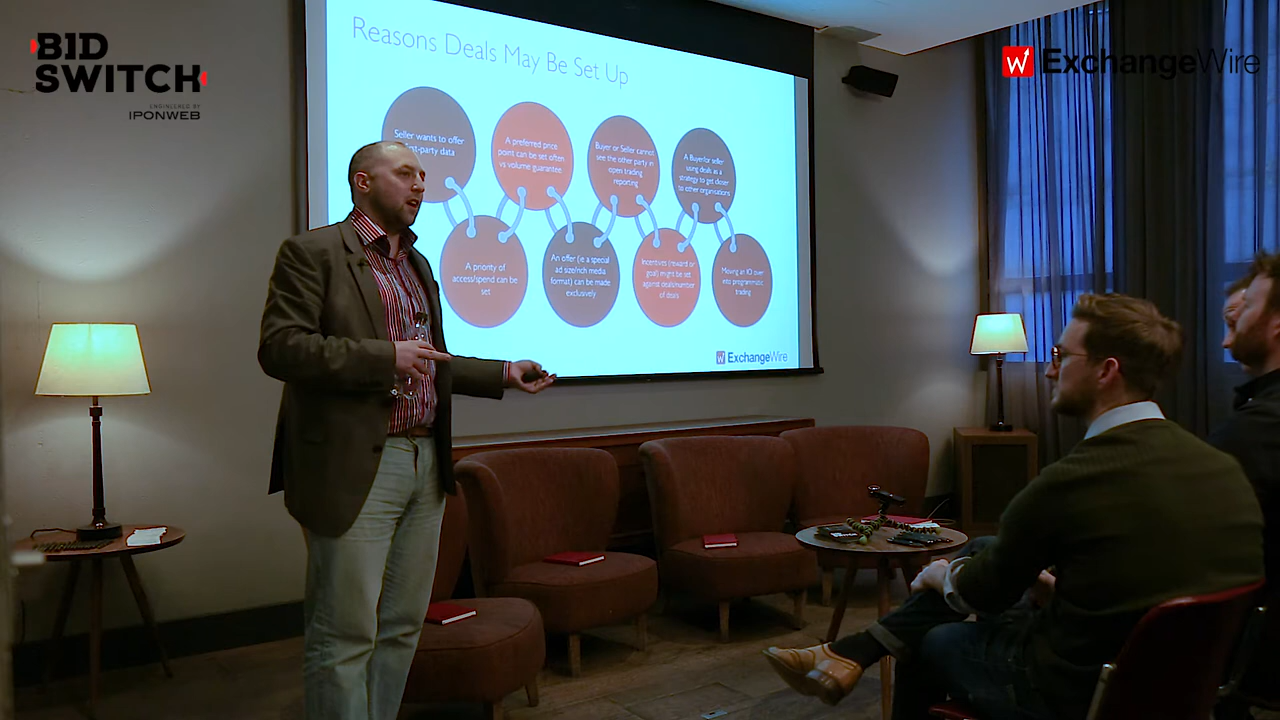 BID
SWITCH
ENGINEERED BY
IPONWEB
ExchangeWire
Reasons Deals May Be Set Up
Seller wants to offer
first-party data
A preferred price
point can be set often
vs volume guarantee
Buyer or Seller cannot
see the other party in
open trading
reporting
A Buyer/or seller
using deals as a
strategy to get closer
to other organisations
A priority of
access/spend can be
set
An offer (ie a special
ad size/rich media
format) can be made
exclusively
Incentives (reward or
goal) might be set
against deals/number
of deals
Moving an IO over
into programmatic
trading
ExchangeWire